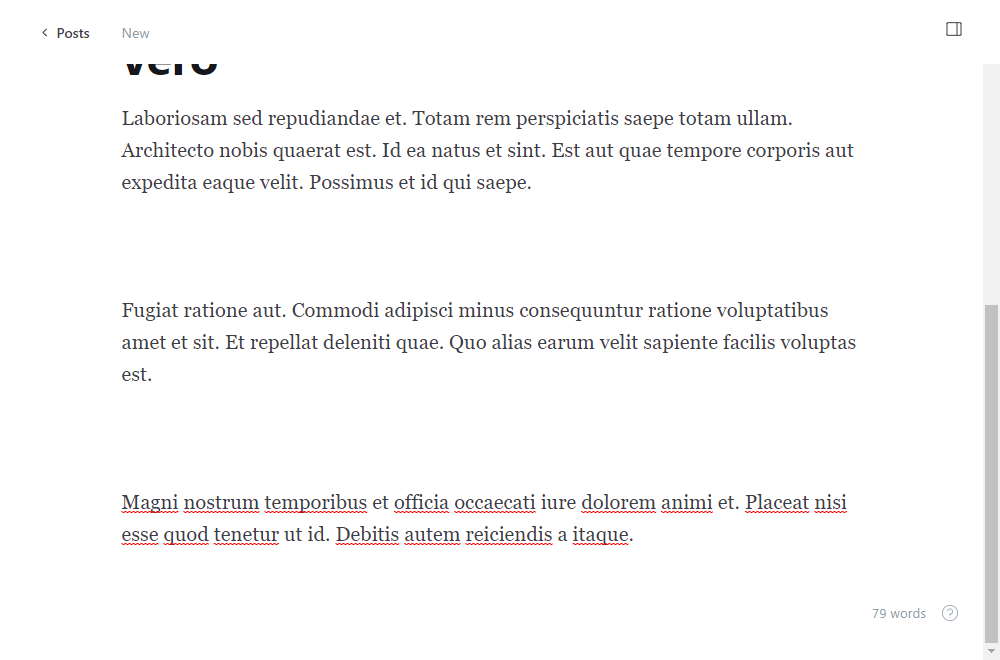 Posts New
vero
Laboriosam sed repudiandae et. Totam rem perspiciatis saepe totam ullam.
Architecto nobis quaerat est. Id ea natus et sint. Est aut quae tempore corporis aut
expedita eaque velit. Possimus et id qui saepe.
Fugiat ratione aut. Commodi adipisci minus consequuntur ratione voluptatibus
amet et sit. Et repellat deleniti quae. Quo alias earum velit sapiente facilis voluptas
est.
Magni nostrum temporibus et officia occaecati iure dolorem animi et. Placeat nisi
esse quod tenetur ut id. Debitis autem reiciendis a itaque.
79 words ?